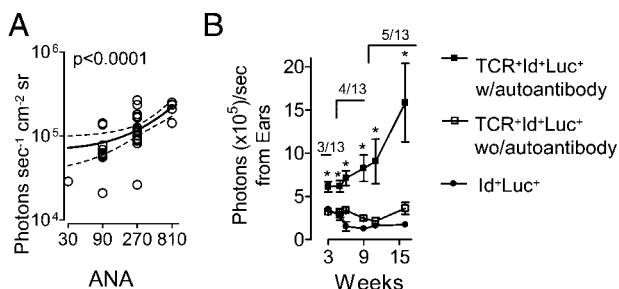 A
p<0.0001
10⁶
10⁵
10⁴
Photons sec⁻¹ cm⁻² sr
30 90 270 810
ANA
B
Photons (x10⁵)/sec
from Ears
20
15
10
5
0
3/13
4/13
5/13
* * * * * *
3 9 15
Weeks
TCR⁺Id⁺Luc⁺
w/autoantibody
TCR⁺Id⁺Luc⁺
wo/autoantibody
Id⁺Luc⁺